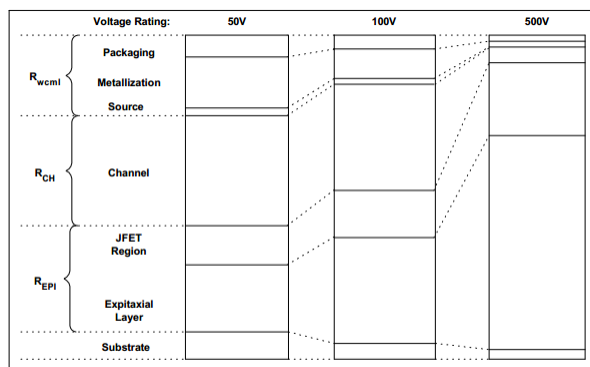 Voltage Rating: 50V 100V 500V
Packaging
Rwcml
Metallization
Source
RCH
Channel
JFET
Region
REPI
Expitaxial
Layer
Substrate